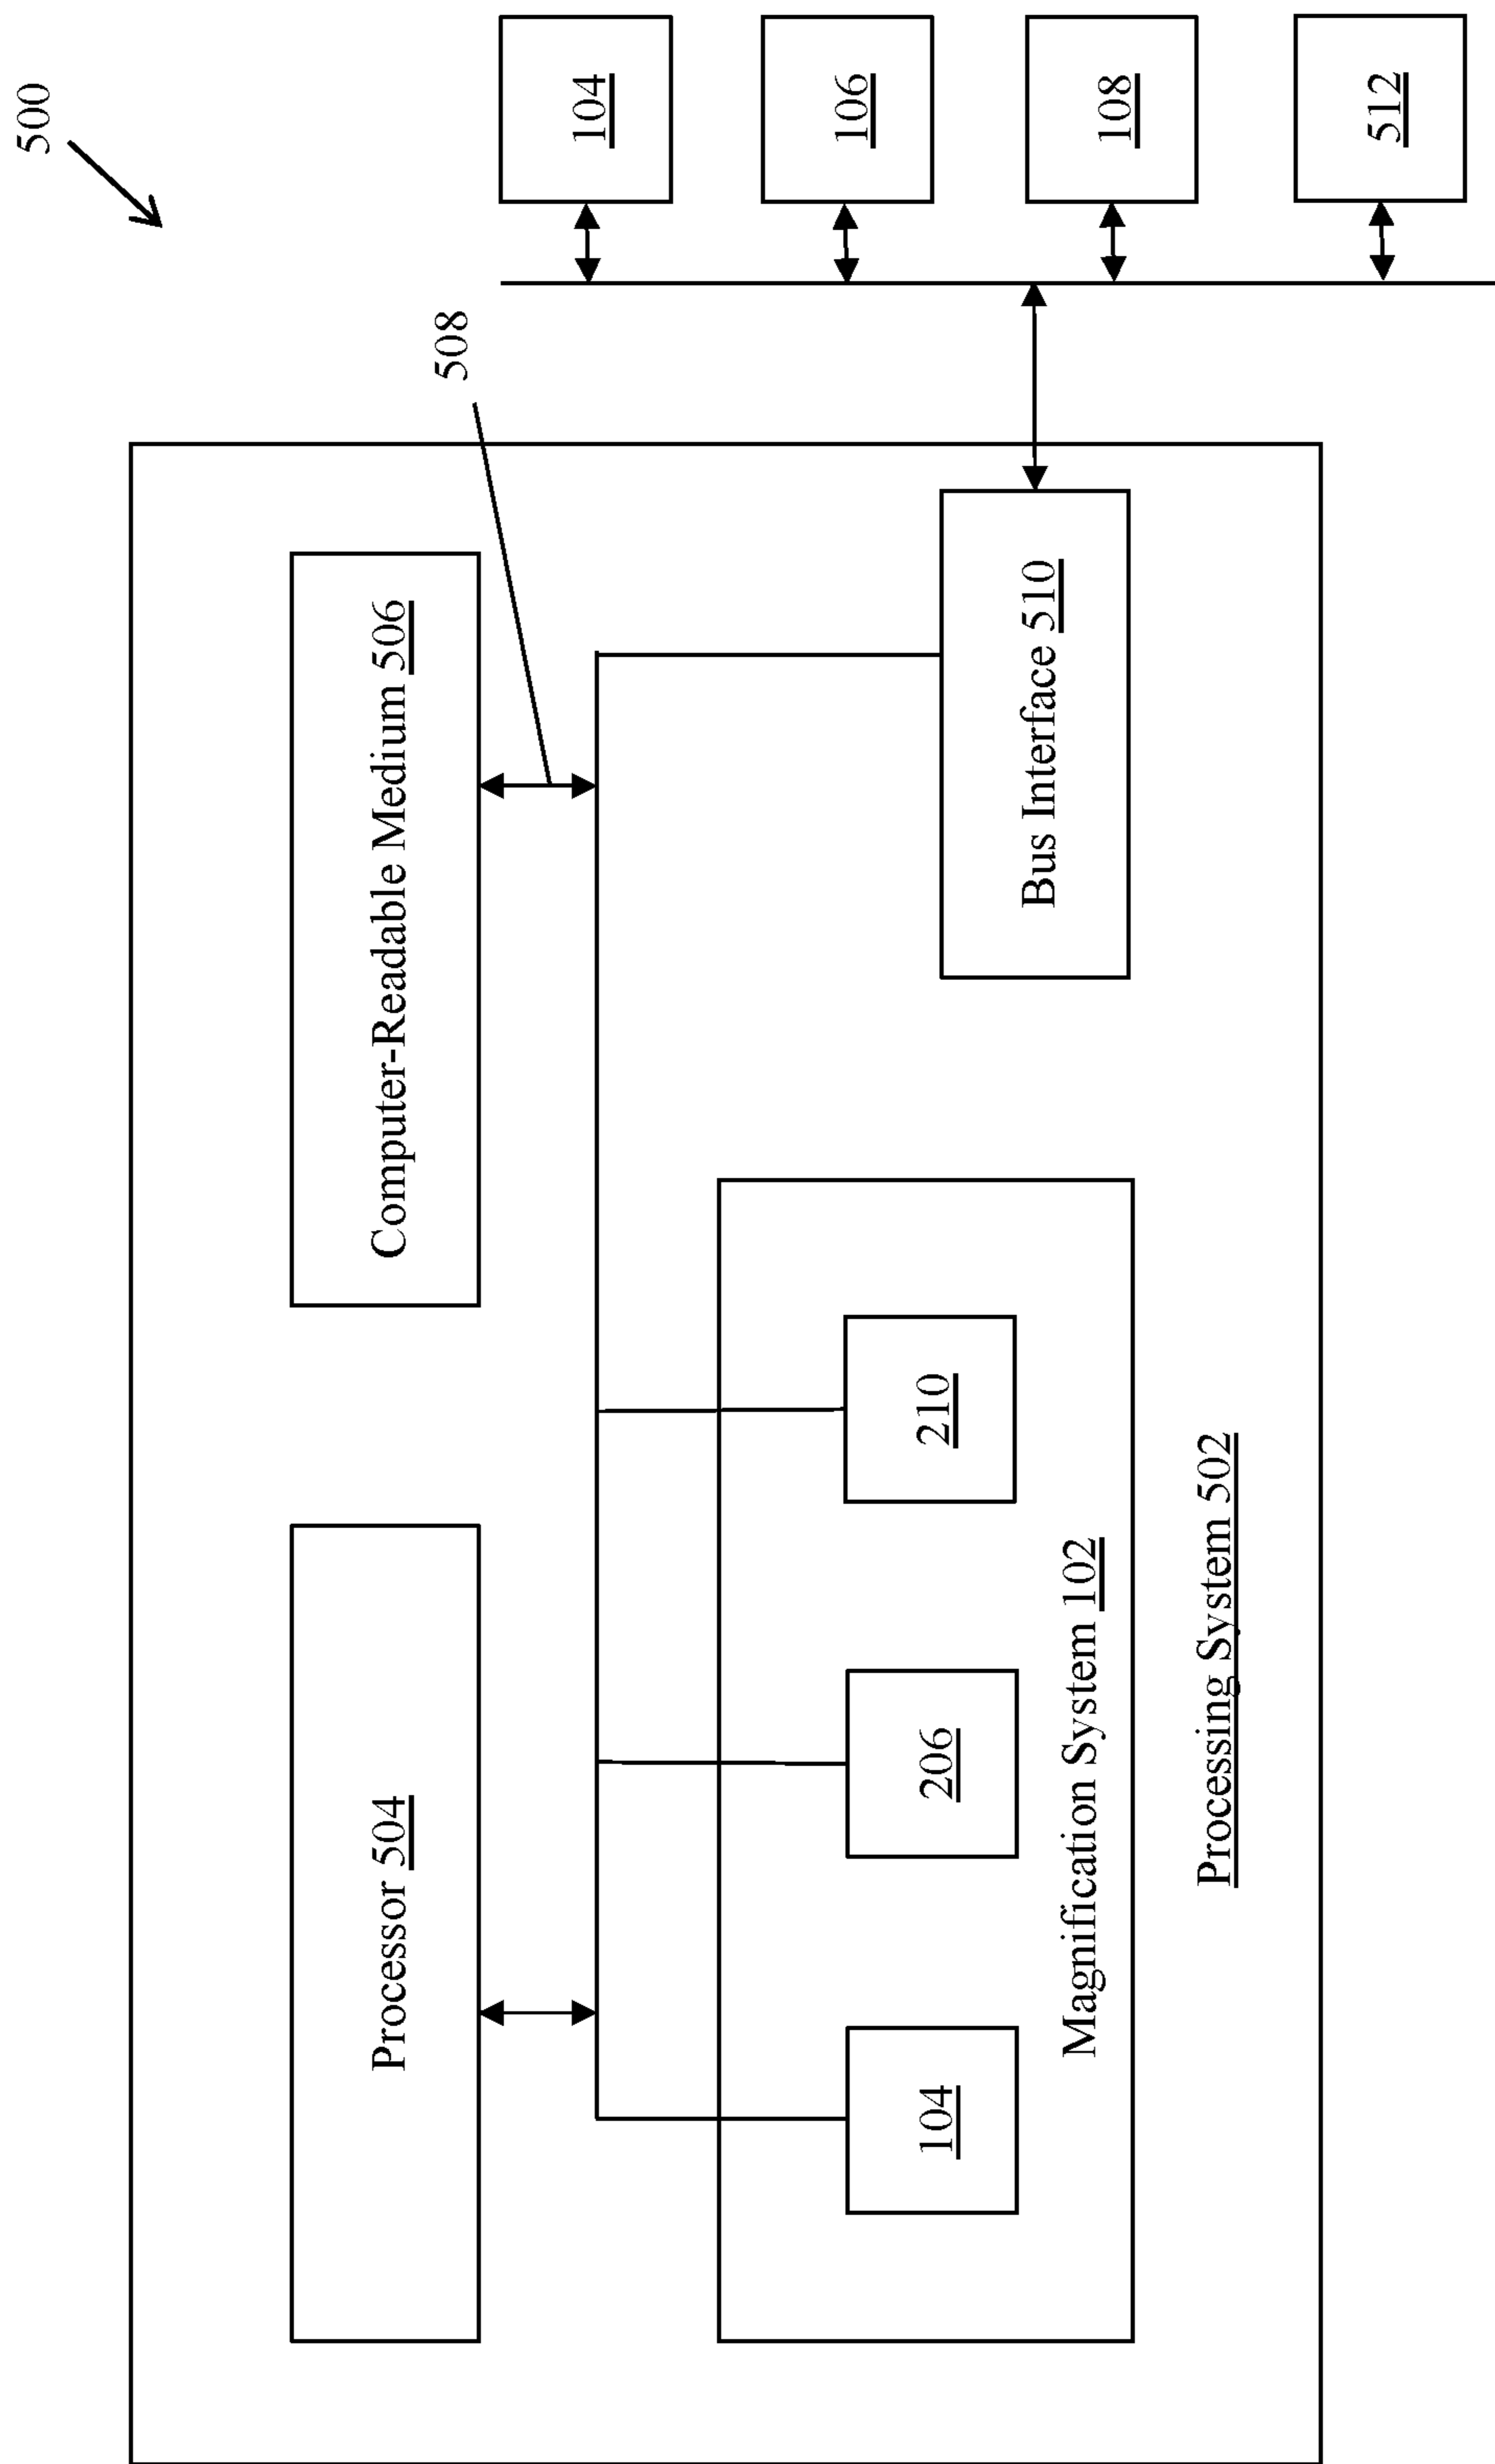 500
508
Processor 504
Computer-Readable Medium 506
104
206
210
Magnification System 102
Bus Interface 510
Processing System 502
104
106
108
512